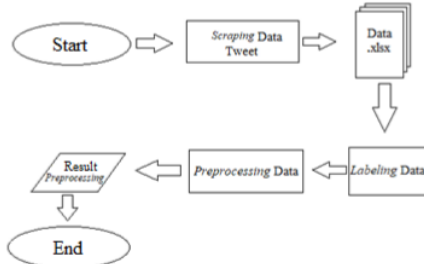 Start
Scraping Data
Tweet
Data
.xlsx
Labeling Data
Preprocessing Data
Result
Preprocessing
End